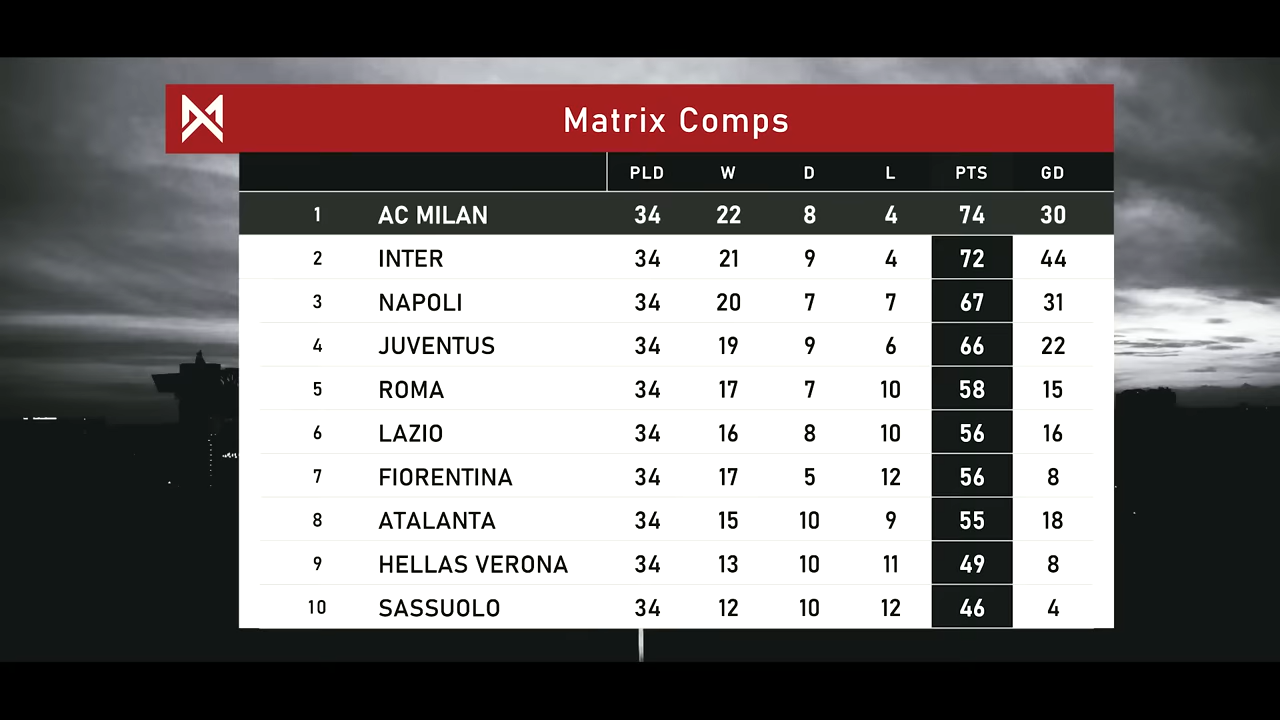 Matrix Comps
PLD W D L PTS GD
1 AC MILAN 34 22 8 4 74 30
2 INTER 34 21 9 4 72 44
3 NAPOLI 34 20 7 7 67 31
4 JUVENTUS 34 19 9 6 66 22
5 ROMA 34 17 7 10 58 15
6 LAZIO 34 16 8 10 56 16
7 FIORENTINA 34 17 5 12 56 8
8 ATALANTA 34 15 10 9 55 18
9 HELLAS VERONA 34 13 10 11 49 8
10 SASSUOLO 34 12 10 12 46 4